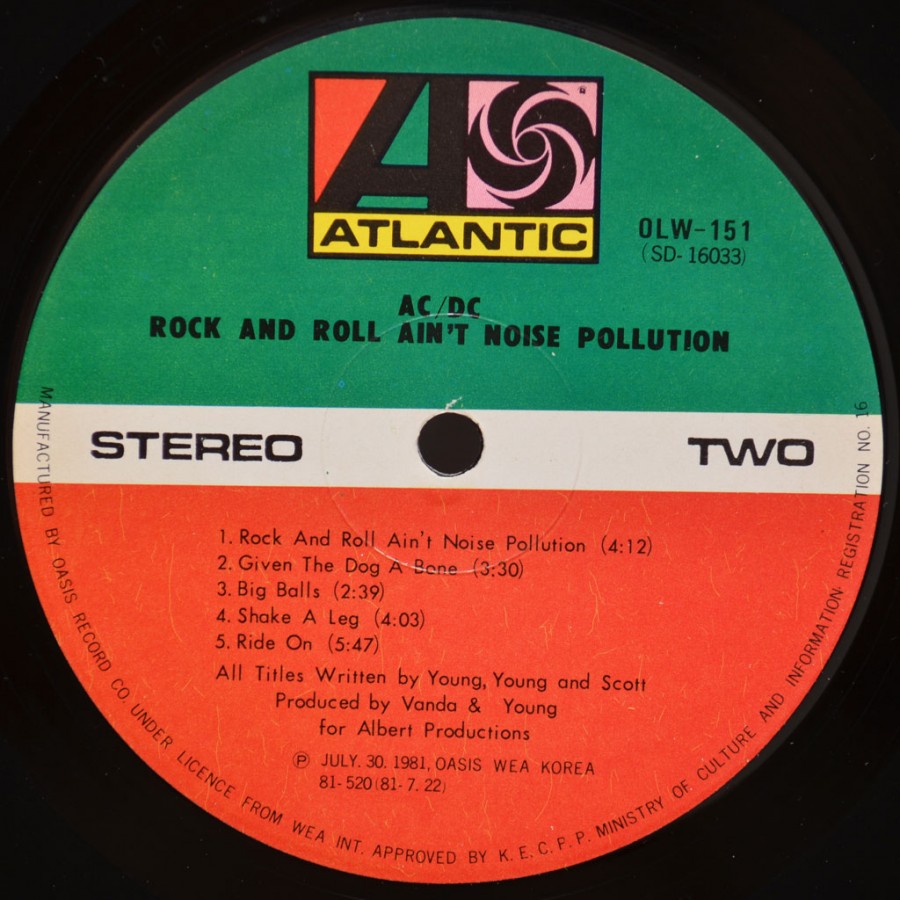 ATLANTIC
OLW-151
(SD-16033)
AC/DC
ROCK AND ROLL AIN'T NOISE POLLUTION
STEREO
TWO
1. Rock And Roll Ain't Noise Pollution (4:12)
2. Given The Dog A Bone (3:30)
3. Big Balls (2:39)
4. Shake A Leg (4:03)
5. Ride On (5:47)
All Titles Written by Young, Young and Scott
Produced by Vanda & Young
for Albert Productions
℗ JULY. 30. 1981, OASIS WEA KOREA
81-520 (81-7. 22)
MANUFACTURED BY OASIS RECORD CO. UNDER LICENCE FROM WEA INT. APPROVED BY K. E. C. P. P. MINISTRY OF CULTURE AND INFORMATION REGISTRATION NO. 16